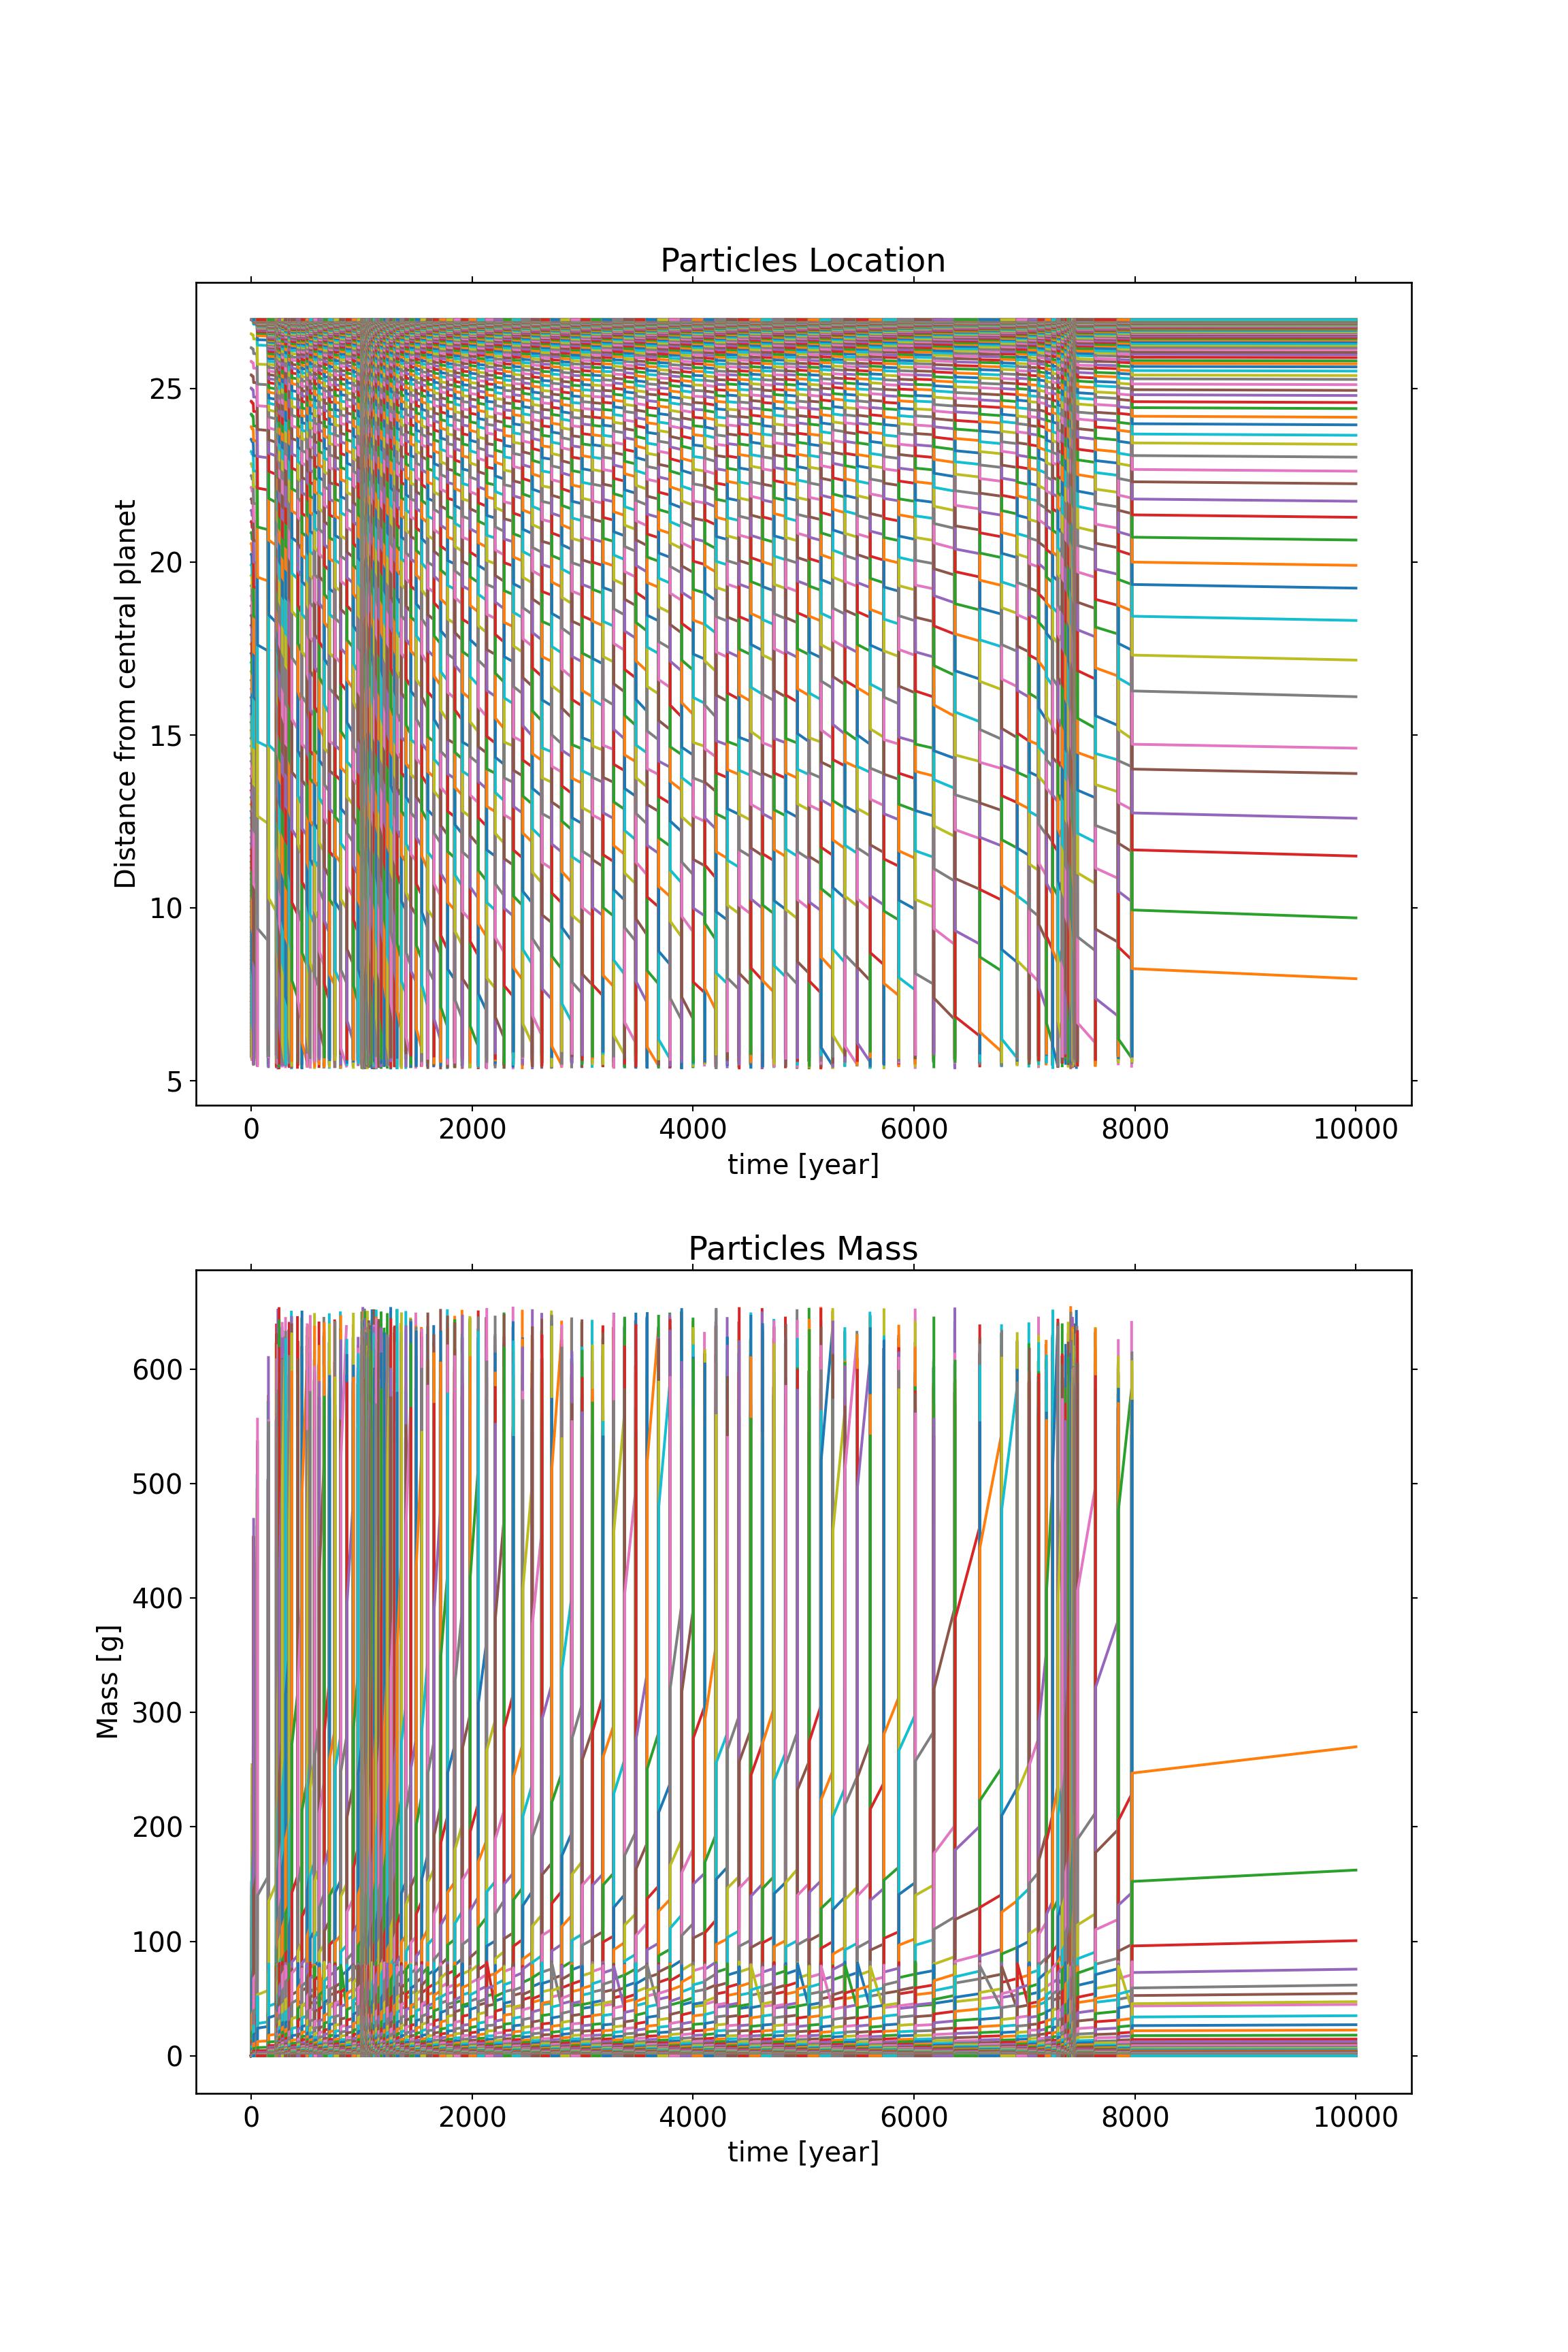 Particles Location
Distance from central planet
25
20
15
10
5
0 2000 4000 6000 8000 10000
time [year]
Particles Mass
Mass [g]
600
500
400
300
200
100
0
0 2000 4000 6000 8000 10000
time [year]